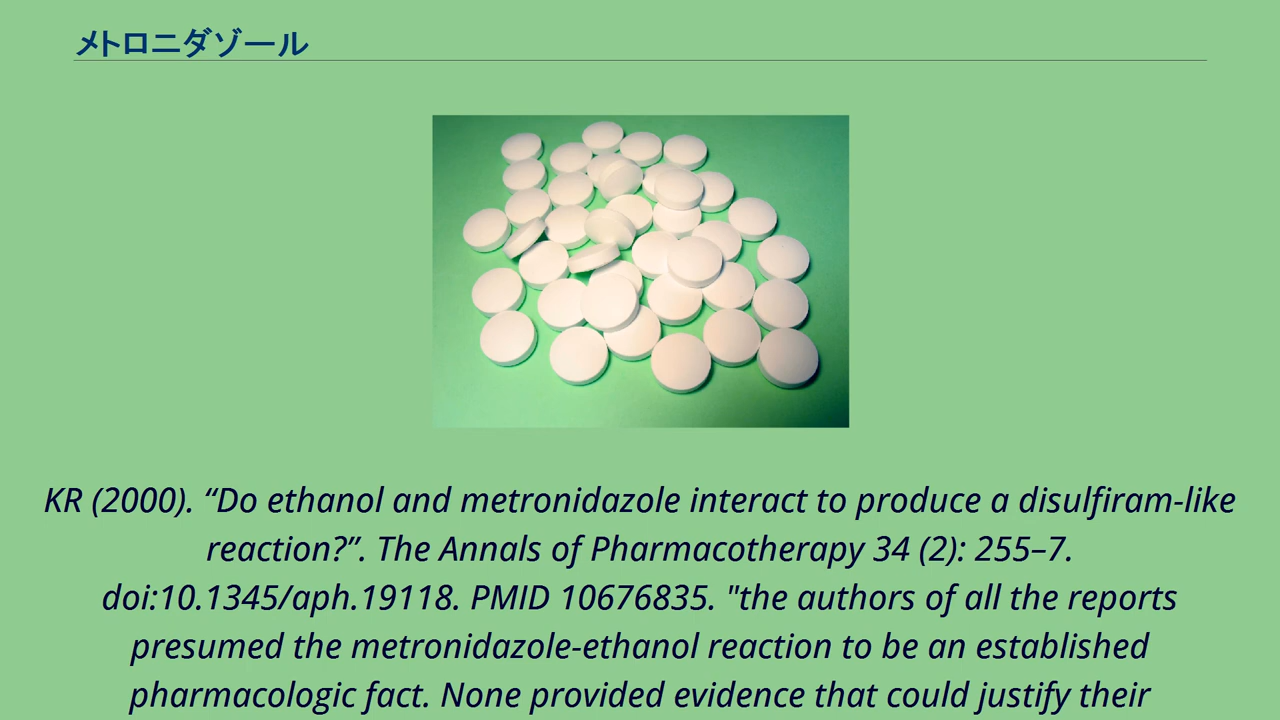 メトロニダゾール
KR (2000). “Do ethanol and metronidazole interact to produce a disulfiram-like
reaction?”. The Annals of Pharmacotherapy 34 (2): 255–7.
doi:10.1345/aph.19118. PMID 10676835. "the authors of all the reports
presumed the metronidazole-ethanol reaction to be an established
pharmacologic fact. None provided evidence that could justify their